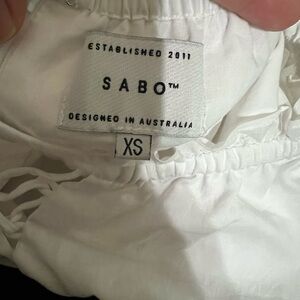 ESTABLISHED 2011
SABO™
DESIGNED IN AUSTRALIA
XS